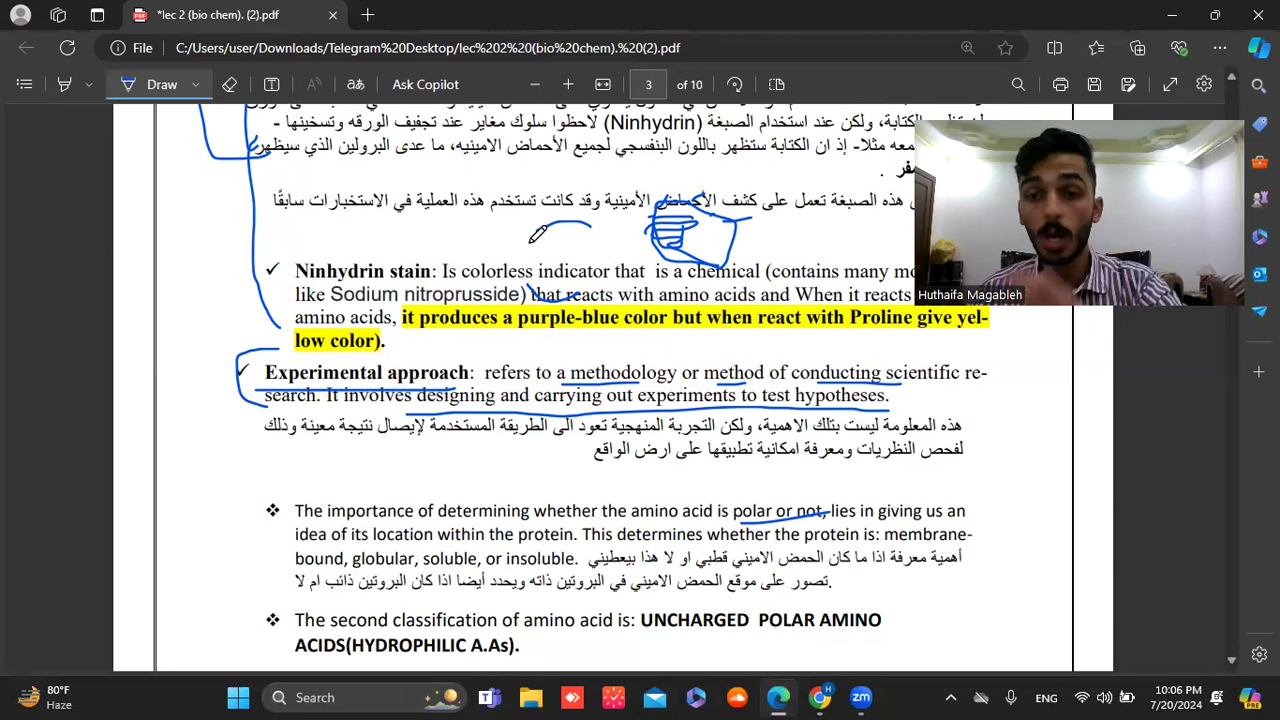 *lec 2 (bio chem). (2).pdf
File C:/Users/user/Downloads/Telegram%20Desktop/lec%202%20(bio%20chem).%20(2).pdf
Draw Ask Copilot 3 of 10
الكتابة، ولكن عند استخدام الصبغة (Ninhydrin) لاحظوا سلوك مغاير عند تجفيف الورقه وتسخينها -
معه مثلا- إذ ان الكتابة ستظهر باللون البنفسجي لجميع الأحماض الامينيه، ما عدى البرولين الذي سيظهر
هذه الصبغة تعمل على كشف الأحماض الأمينية وقد كانت تستخدم هذه العملية في الاستخبارات سابقًا
✓ Ninhydrin stain: Is colorless indicator that is a chemical (contains many
like Sodium nitroprusside) that reacts with amino acids and When it reacts
amino acids, it produces a purple-blue color but when react with Proline give yel-
low color).
✓ Experimental approach: refers to a methodology or method of conducting scientific re-
search. It involves designing and carrying out experiments to test hypotheses.
هذه المعلومة ليست بتلك الاهمية، ولكن التجربة المنهجية تعود الى الطريقة المستخدمة لإيصال نتيجة معينة وذلك
لفحص النظريات ومعرفة امكانية تطبيقها على ارض الواقع
❖ The importance of determining whether the amino acid is polar or not, lies in giving us an
idea of its location within the protein. This determines whether the protein is: membrane-
bound, globular, soluble, or insoluble. أهمية معرفة اذا ما كان الحمض الاميني قطبي او لا هذا بيعطيني
تصور على موقع الحمض الاميني في البروتين ذاته ويحدد أيضا اذا كان البروتين ذائب ام لا.
❖ The second classification of amino acid is: UNCHARGED POLAR AMINO
ACIDS(HYDROPHILIC A.As).
Huthaifa Magableh
80°F
Haze
Search
ENG
10:06 PM
7/20/2024